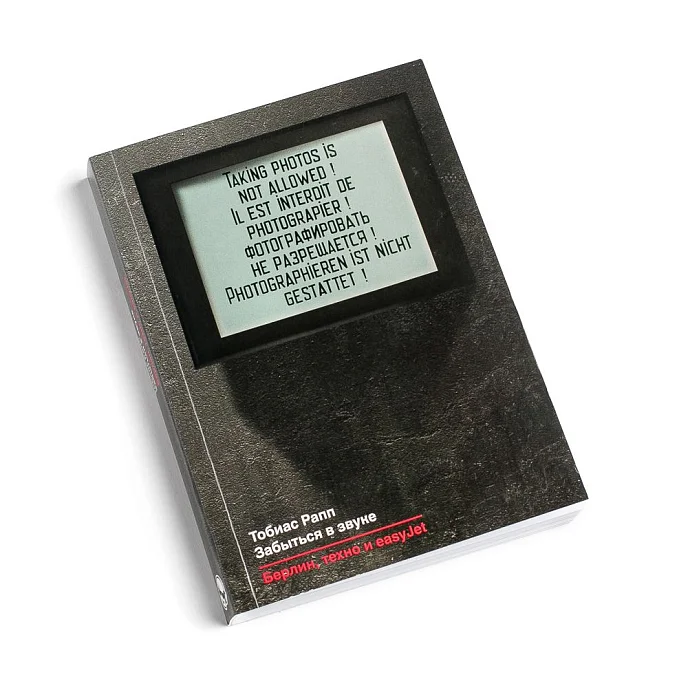 TAKING PHOTOS IS
NOT ALLOWED !
IL EST INTERDIT DE
PHOTOGRAPIER !
ФОТОГРАФИРОВАТЬ
НЕ РАЗРЕШАЕТСЯ !
PHOTOGRAPHIEREN IST NICHT
GESTATTET !
Тобиас Рапп
Забыться в звуке
Берлин, техно и easyJet